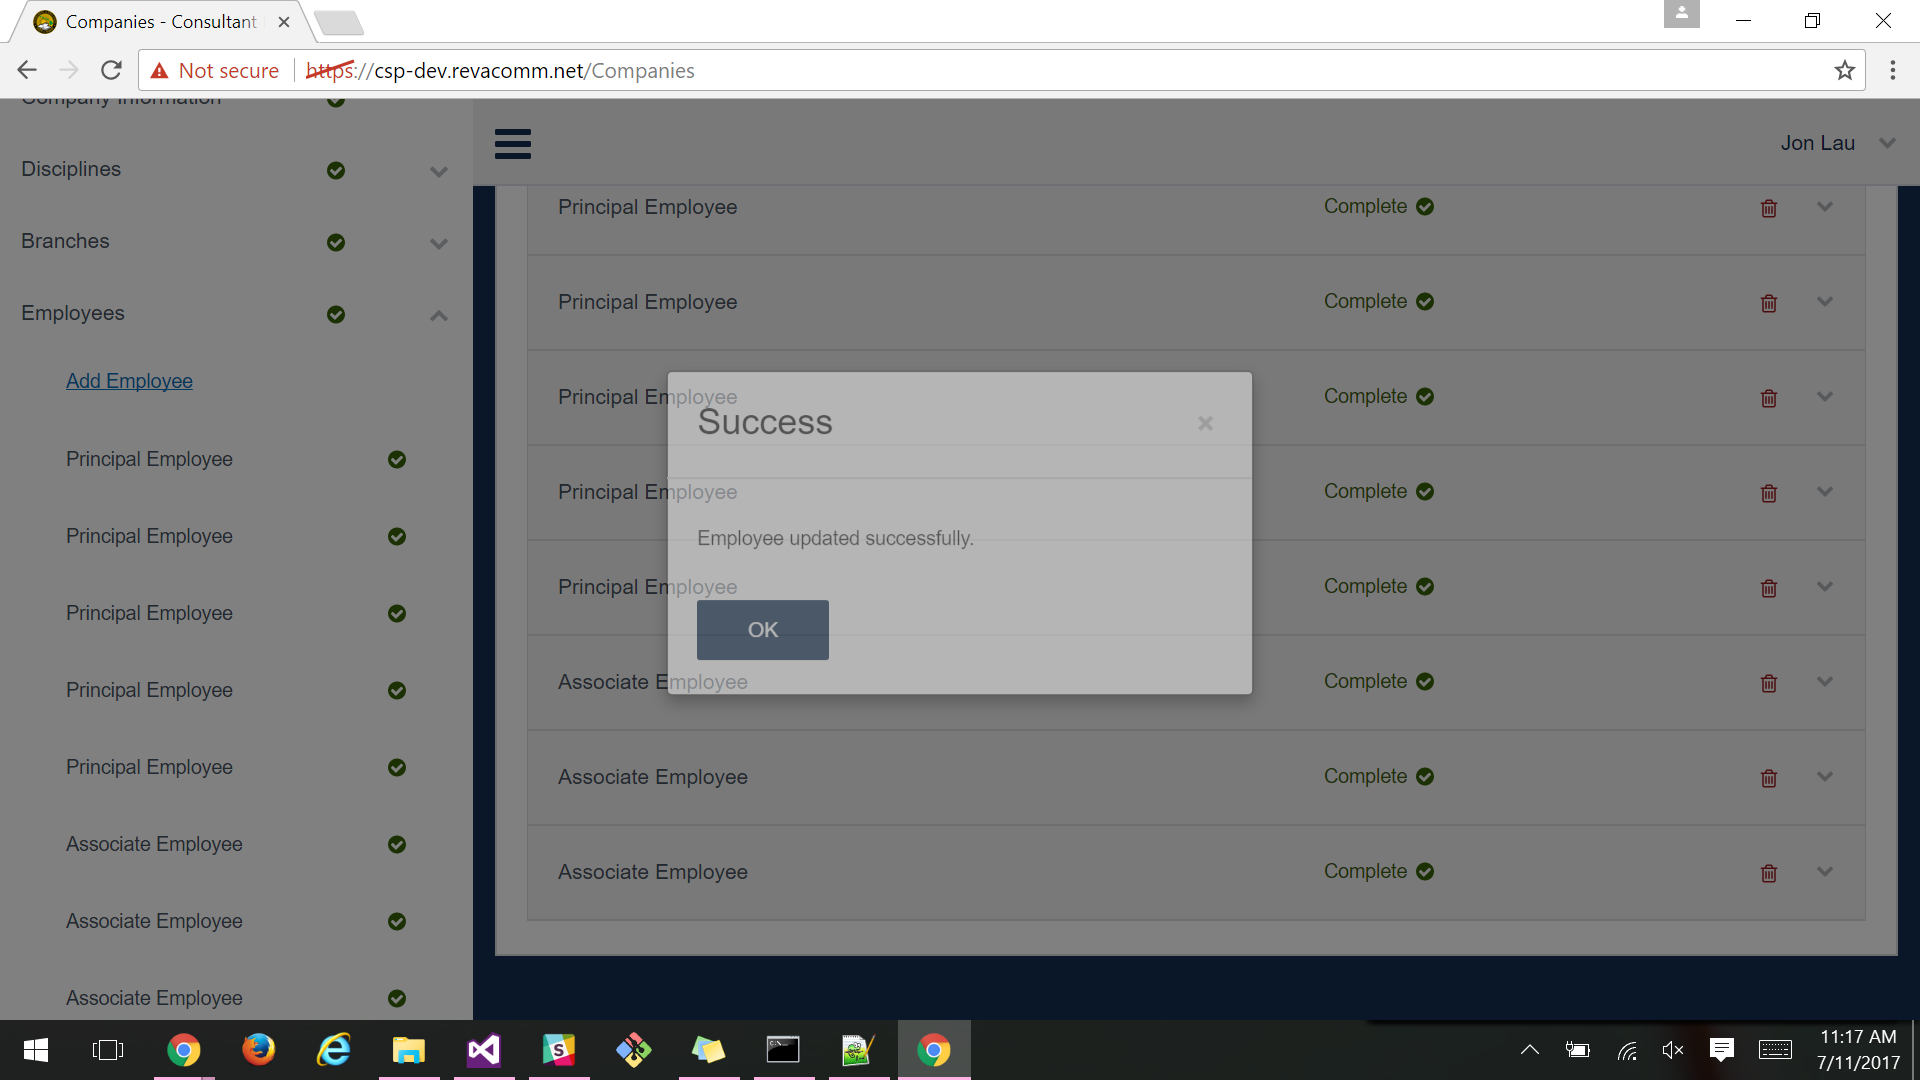 Companies - Consultant
Not secure
https://csp-dev.revacomm.net/Companies
Company Information
Disciplines
Branches
Employees
Add Employee
Principal Employee
Principal Employee
Principal Employee
Principal Employee
Principal Employee
Associate Employee
Associate Employee
Associate Employee
Jon Lau
Principal Employee Complete
Principal Employee Complete
Principal Employee Complete
Principal Employee Complete
Principal Employee Complete
Associate Employee Complete
Associate Employee Complete
Associate Employee Complete
Success ×
Employee updated successfully.
OK
11:17 AM
7/11/2017